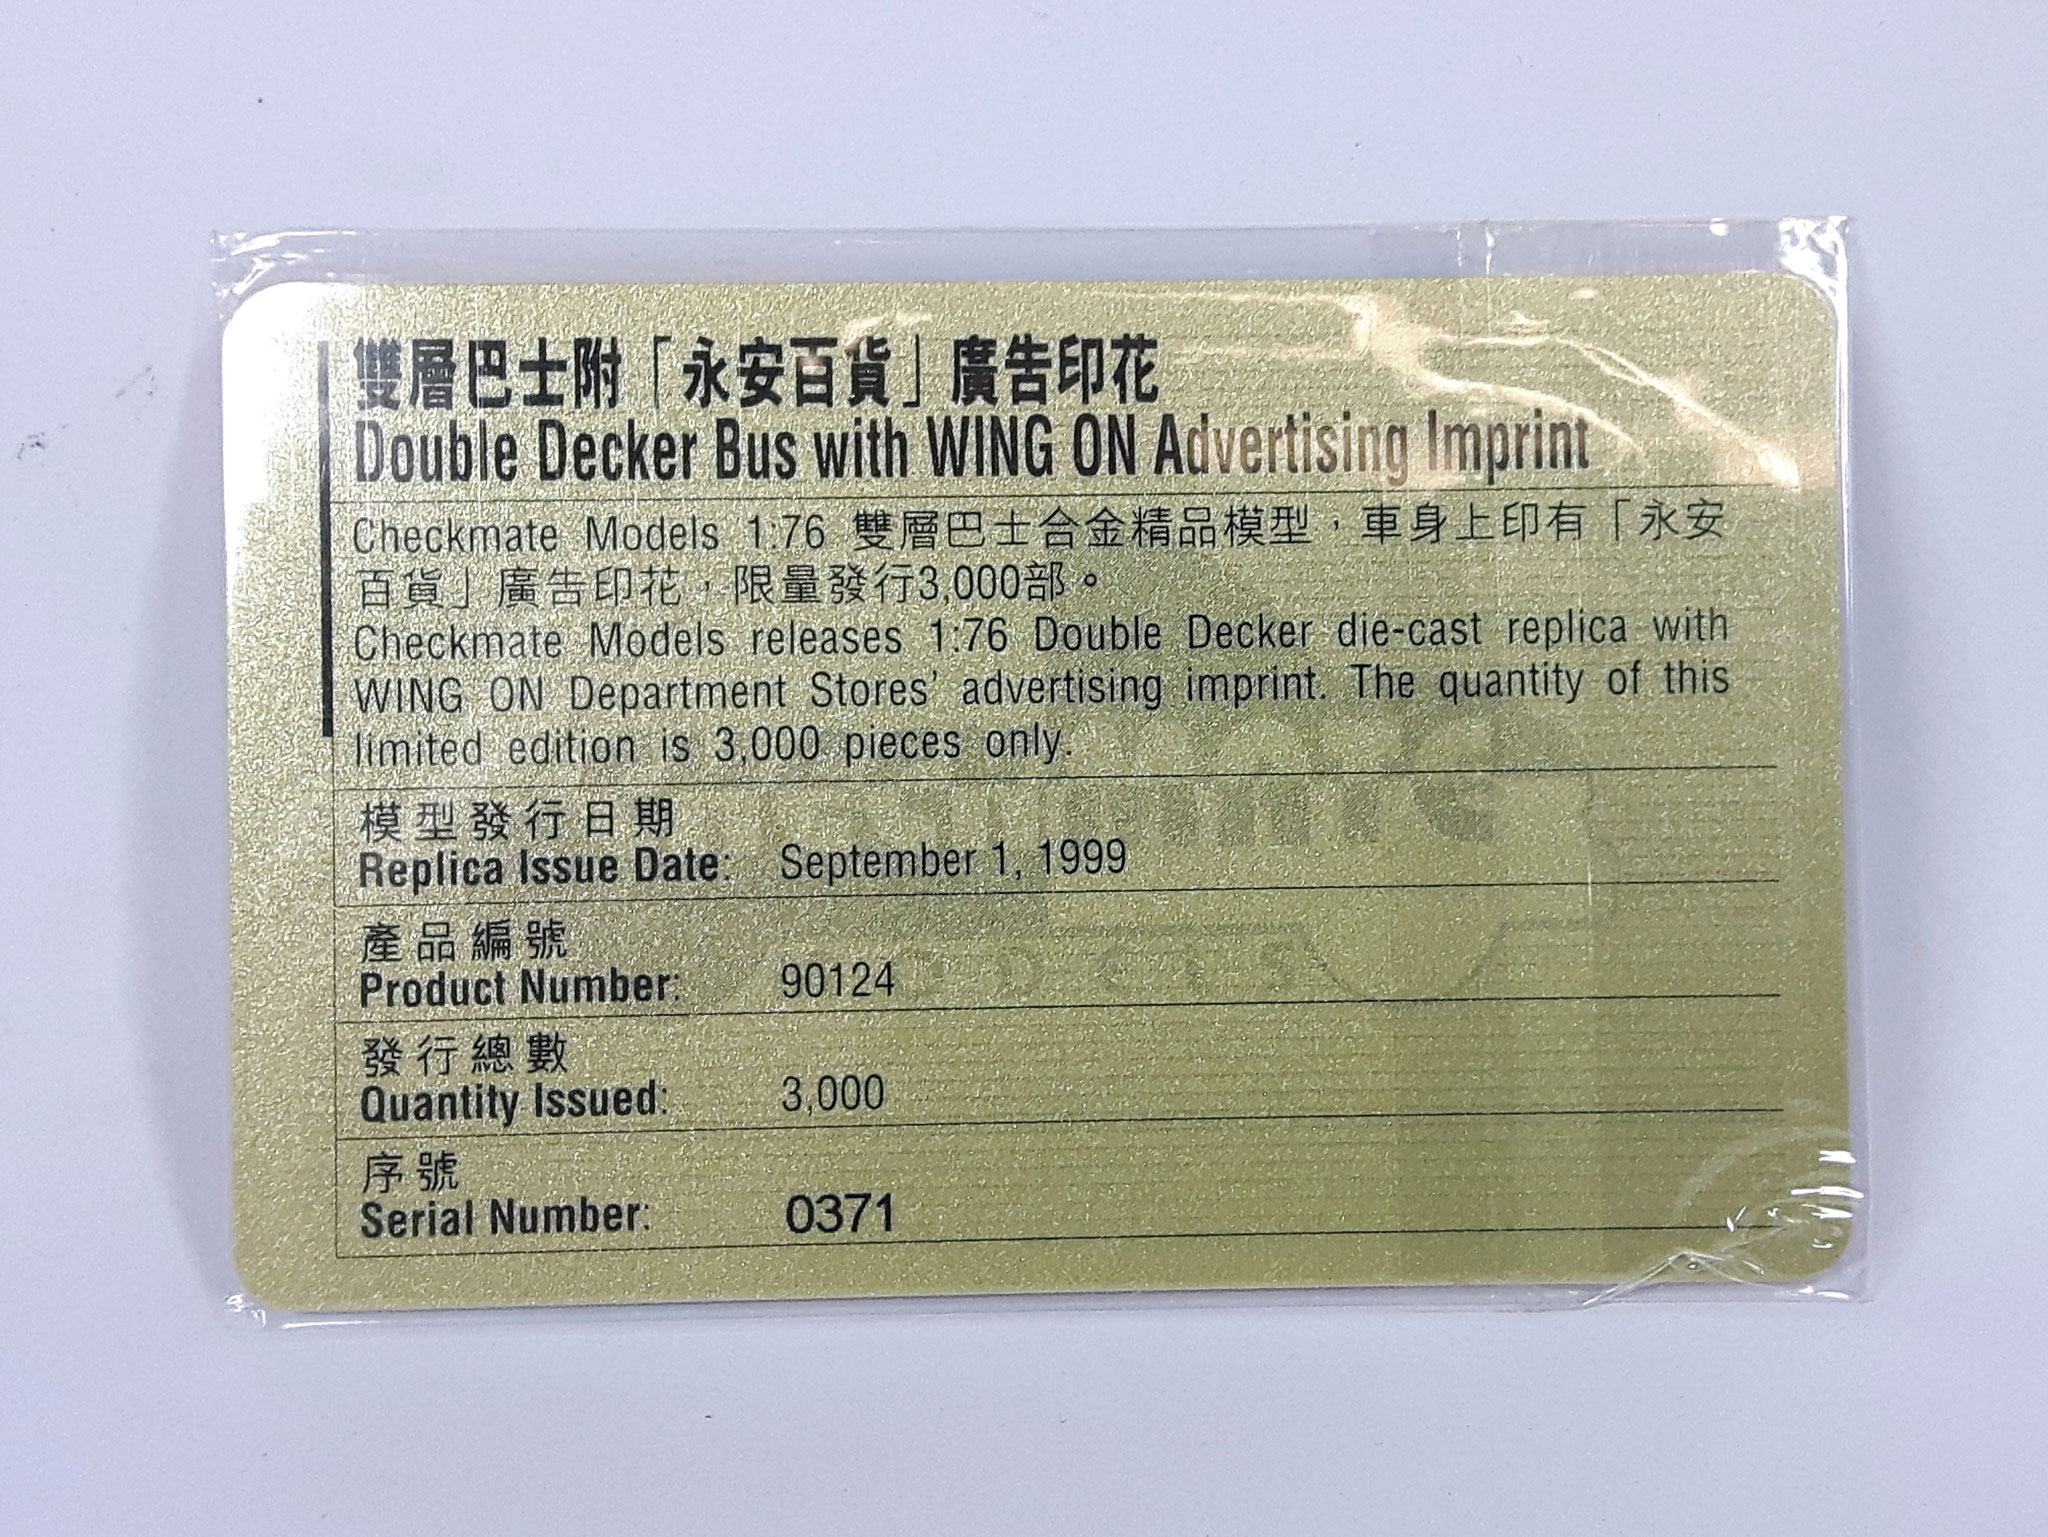 雙層巴士附「永安百貨」廣告印花
Double Decker Bus with WING ON Advertising Imprint
Checkmate Models 1:76 雙層巴士合金精品模型，車身上印有「永安
百貨」廣告印花，限量發行3,000部。
Checkmate Models releases 1:76 Double Decker die-cast replica with
WING ON Department Stores' advertising imprint. The quantity of this
limited edition is 3,000 pieces only.
模型發行日期
Replica Issue Date: September 1, 1999
產品編號
Product Number: 90124
發行總數
Quantity Issued: 3,000
序號
Serial Number: 0371